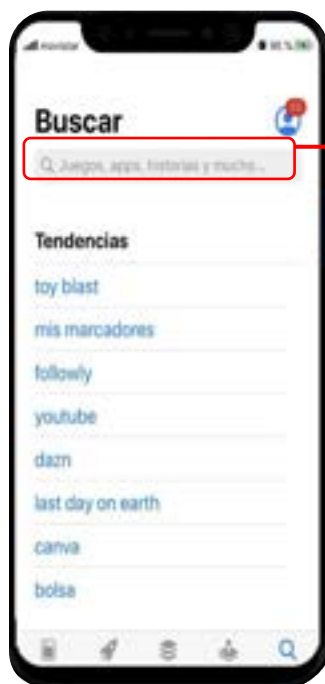 movistar
Buscar
Juegos, apps, historias y mucho...
Tendencias
toy blast
mis marcadores
followly
youtube
dazn
last day on earth
canva
bolsa